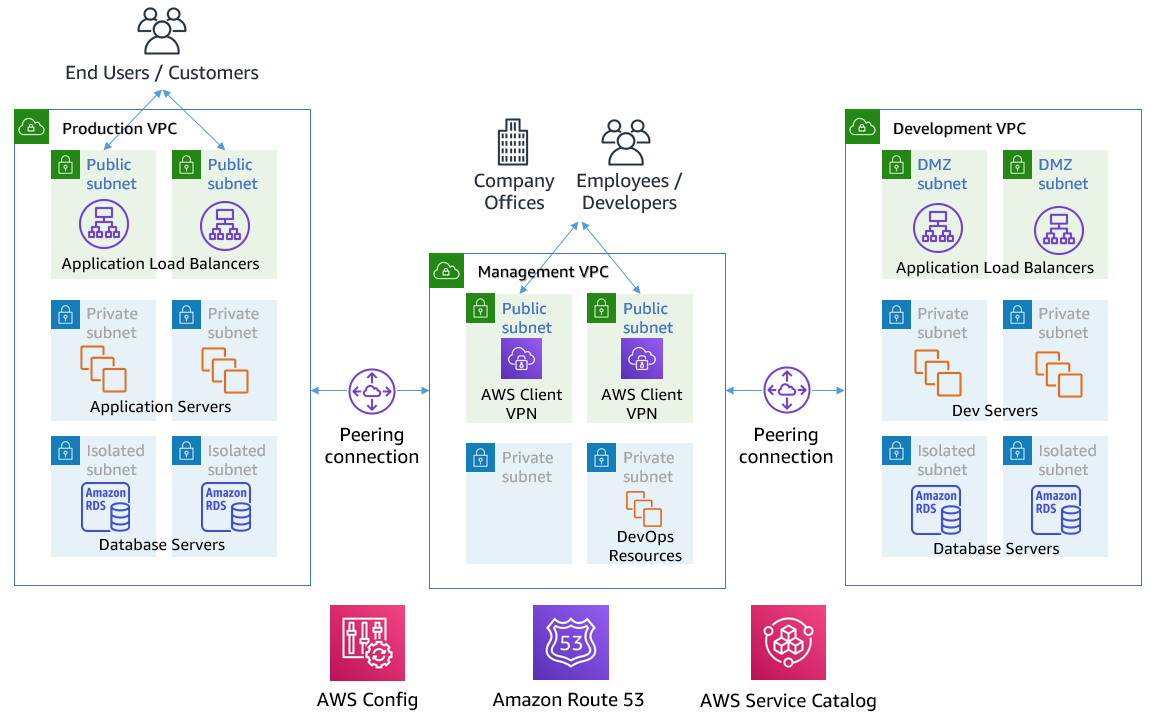 End Users / Customers
Production VPC
Public
subnet
Public
subnet
Application Load Balancers
Private
subnet
Private
subnet
Application Servers
Isolated
subnet
Isolated
subnet
Amazon
RDS
Amazon
RDS
Database Servers
Peering
connection
Company
Offices
Employees /
Developers
Management VPC
Public
subnet
Public
subnet
AWS Client
VPN
AWS Client
VPN
Private
subnet
Private
subnet
DevOps
Resources
Peering
connection
Development VPC
DMZ
subnet
DMZ
subnet
Application Load Balancers
Private
subnet
Private
subnet
Dev Servers
Isolated
subnet
Isolated
subnet
Amazon
RDS
Amazon
RDS
Database Servers
AWS Config
53
Amazon Route 53
AWS Service Catalog